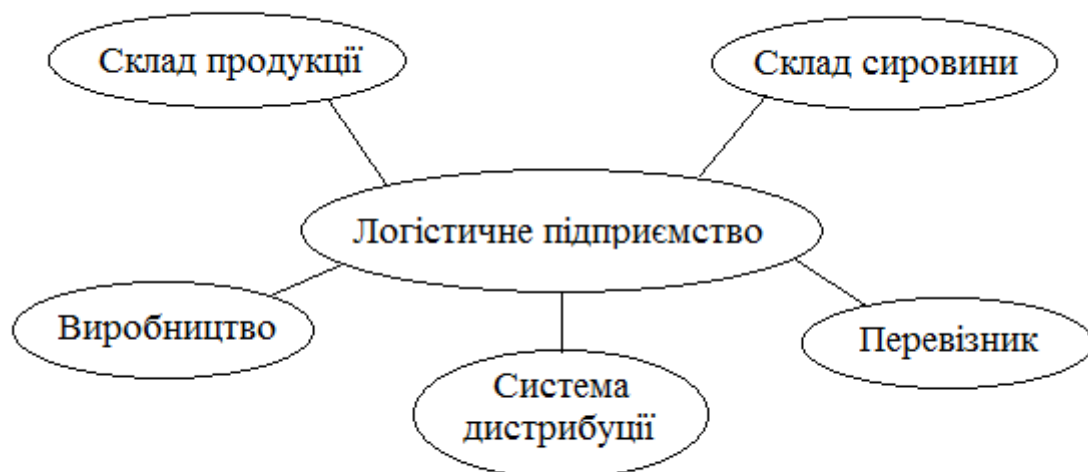 Склад продукції
Склад сировини
Логістичне підприємство
Виробництво
Перевізник
Система
дистрибуції